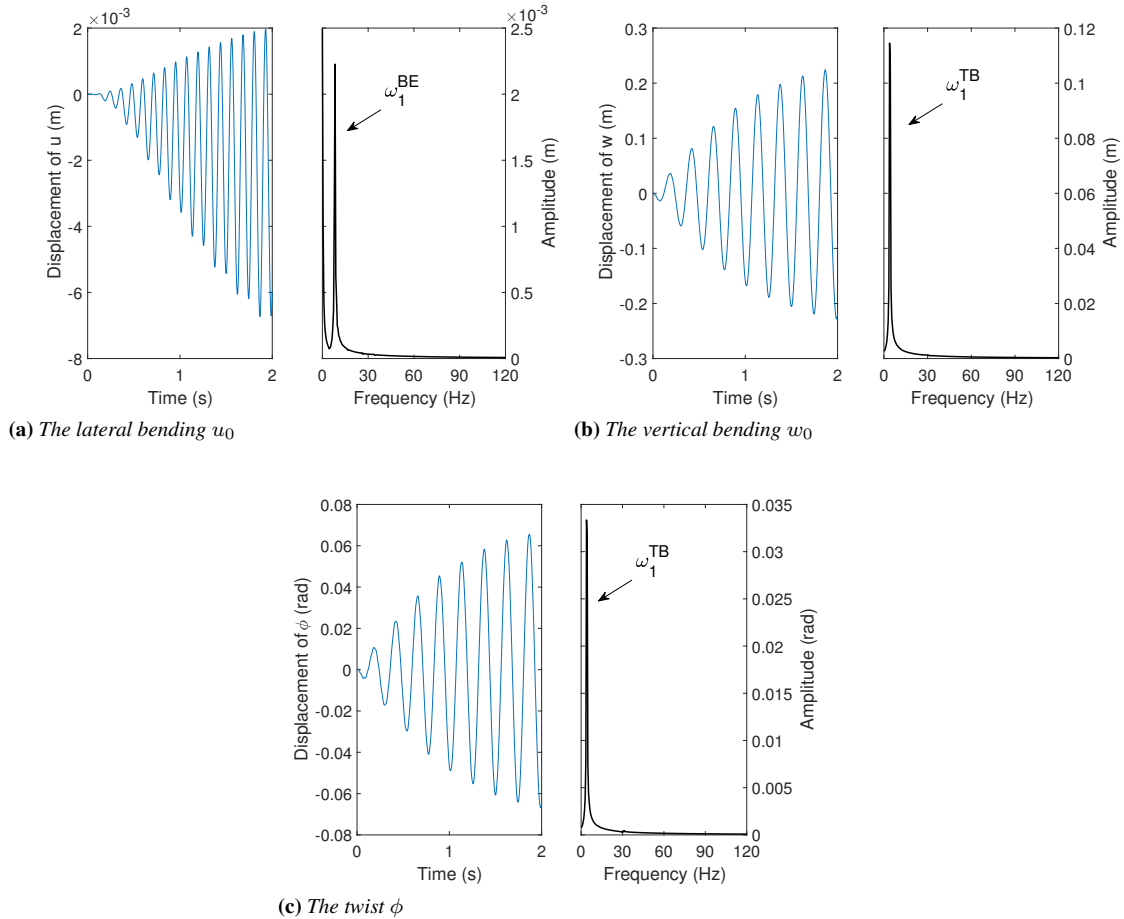 ×10⁻³
2
0
-2
-4
-6
-8
Displacement of u (m)
0 1 2
Time (s)
×10⁻³
2.5
2
1.5
1
0.5
0
Amplitude (m)
ω₁ᴮᴱ
0 30 60 90 120
Frequency (Hz)
(a) The lateral bending u₀
0.3
0.2
0.1
0
-0.1
-0.2
-0.3
Displacement of w (m)
0 1 2
Time (s)
0.12
0.1
0.08
0.06
0.04
0.02
0
Amplitude (m)
ω₁ᵀᴮ
0 30 60 90 120
Frequency (Hz)
(b) The vertical bending w₀
0.08
0.06
0.04
0.02
0
-0.02
-0.04
-0.06
-0.08
Displacement of ϕ (rad)
0 1 2
Time (s)
0.035
0.03
0.025
0.02
0.015
0.01
0.005
0
Amplitude (rad)
ω₁ᵀᴮ
0 30 60 90 120
Frequency (Hz)
(c) The twist ϕ